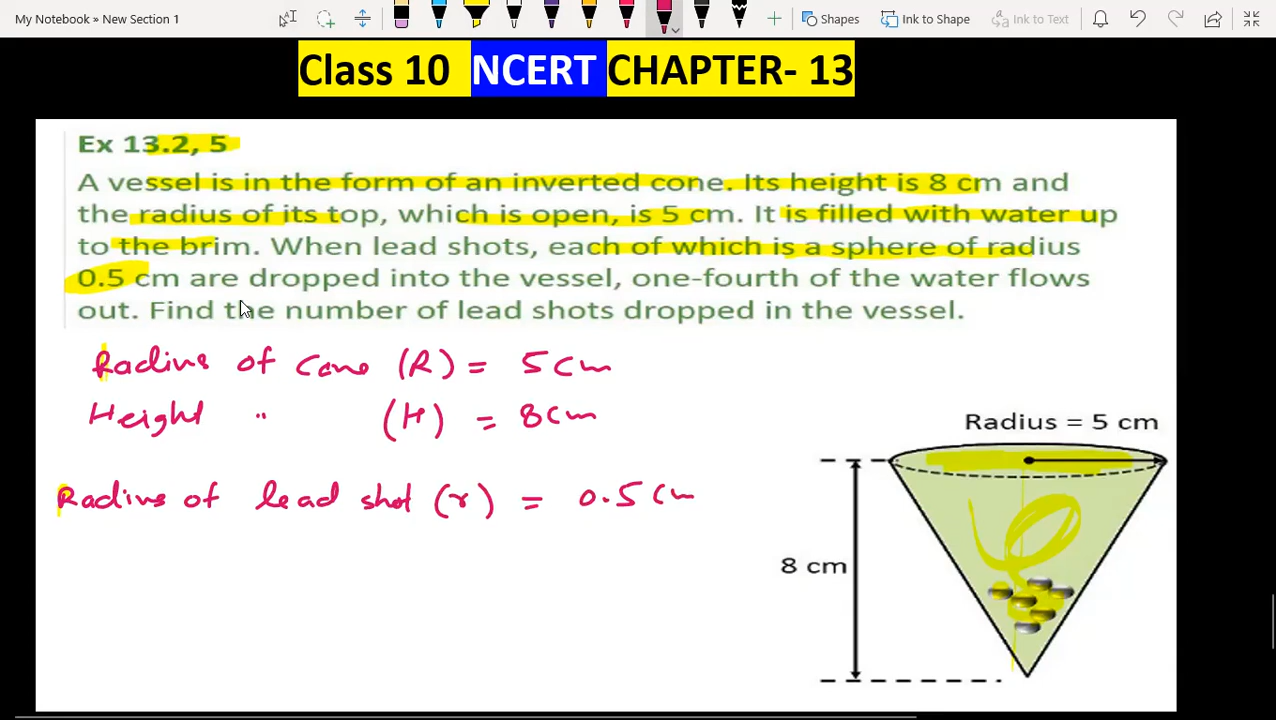 My Notebook » New Section 1
Shapes
Ink to Shape
Ink to Text
Class 10 NCERT CHAPTER- 13
Ex 13.2, 5
A vessel is in the form of an inverted cone. Its height is 8 cm and
the radius of its top, which is open, is 5 cm. It is filled with water up
to the brim. When lead shots, each of which is a sphere of radius
0.5 cm are dropped into the vessel, one-fourth of the water flows
out. Find the number of lead shots dropped in the vessel.
Radius of Cone (R) = 5 cm
Height " (H) = 8 cm
Radius of lead shot (r) = 0.5 cm
Radius = 5 cm
8 cm